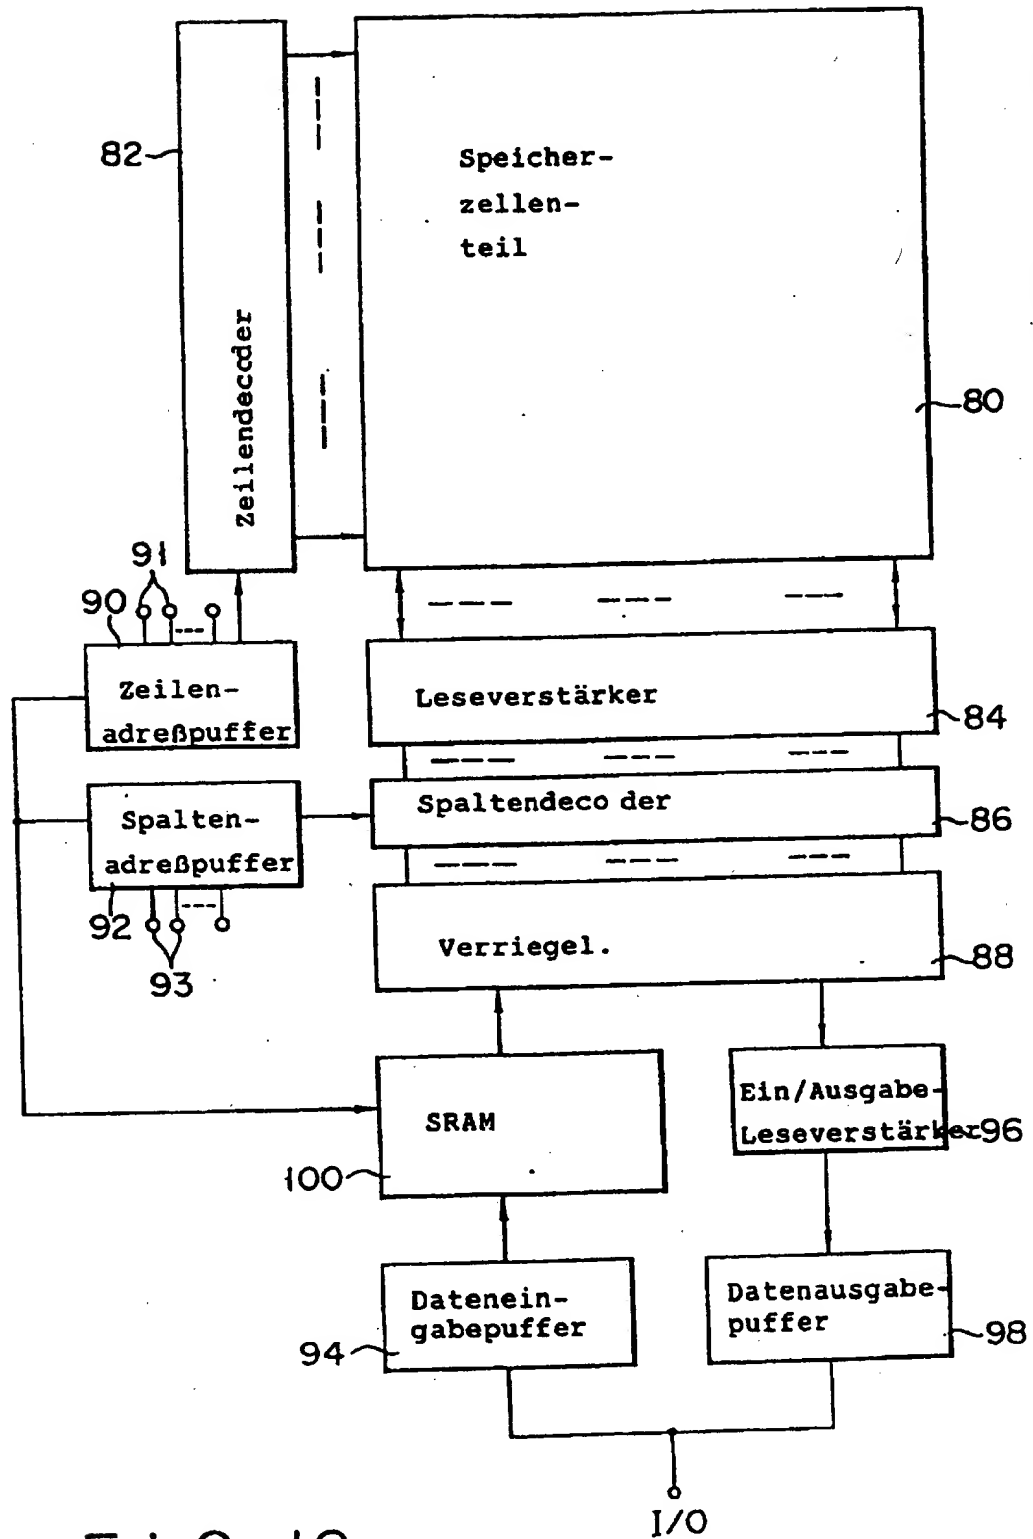 82
Speicher-
zellen-
teil
Zeilendecoder
80
91
90
Zeilen-
adreßpuffer
Leseverstärker
84
Spalten-
adreßpuffer
Spaltendeco der
86
92
93
Verriegel.
88
SRAM
100
Ein/Ausgabe-
Leseverstärker 96
Datenein-
gabepuffer
94
Datenausgabe-
puffer
98
I/O